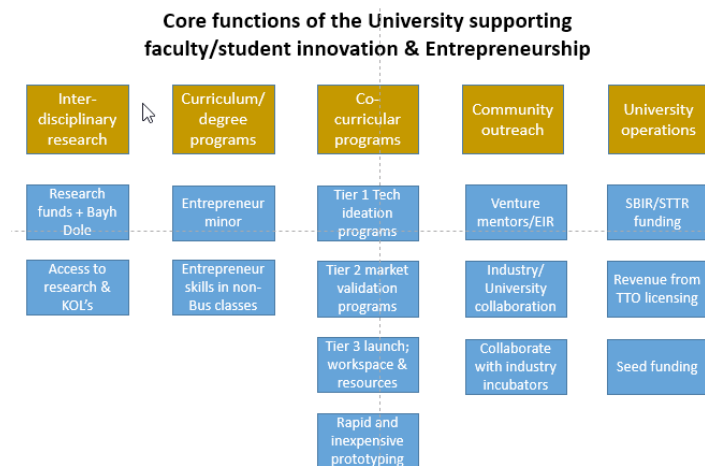 Core functions of the University supporting
faculty/student innovation & Entrepreneurship
Inter-
disciplinary
research
Curriculum/
degree
programs
Co-
curricular
programs
Community
outreach
University
operations
Research
funds + Bayh
Dole
Entrepreneur
minor
Tier 1 Tech
ideation
programs
Venture
mentors/EIR
SBIR/STTR
funding
Access to
research &
KOL's
Entrepreneur
skills in non-
Bus classes
Tier 2 market
validation
programs
Industry/
University
collaboration
Revenue from
TTO licensing
Tier 3 launch;
workspace &
resources
Collaborate
with industry
incubators
Seed funding
Rapid and
inexpensive
prototyping